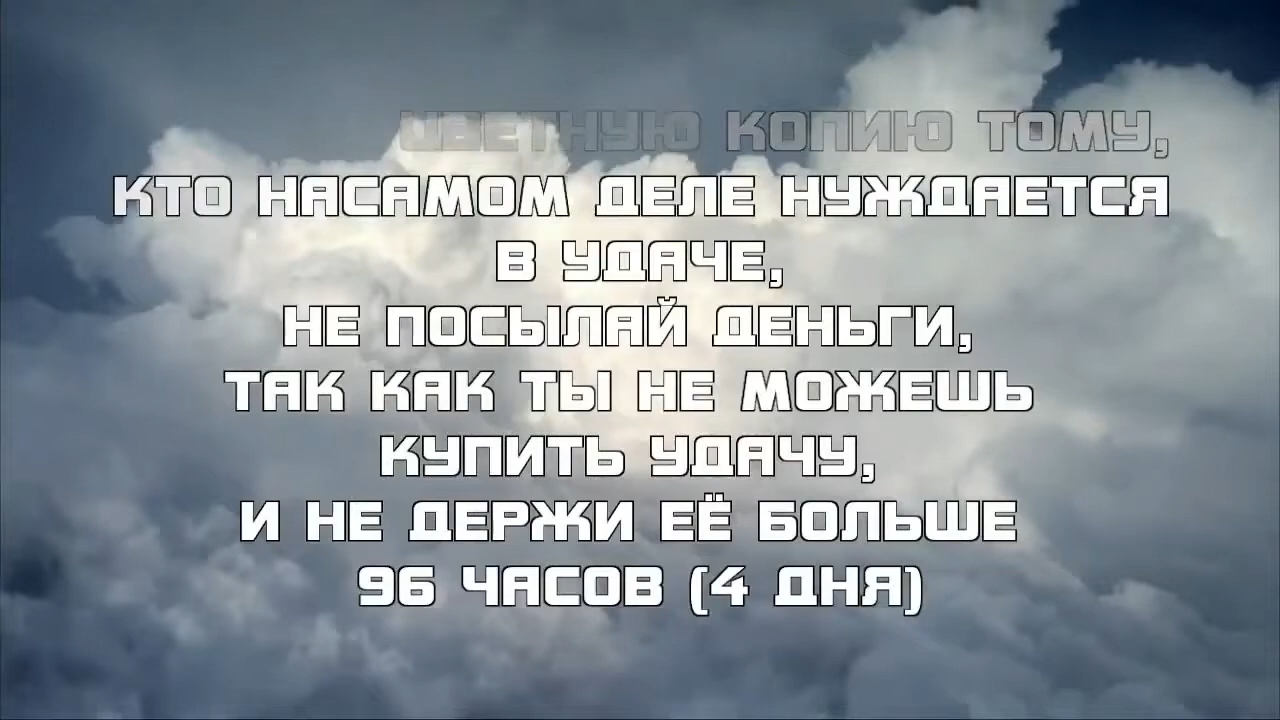 ЦВЕТНУЮ КОПИЮ ТОМУ,
КТО НАСАМОМ ДЕЛЕ НУЖДАЕТСЯ
В УДАЧЕ,
НЕ ПОСЫЛАЙ ДЕНЬГИ,
ТАК КАК ТЫ НЕ МОЖЕШЬ
КУПИТЬ УДАЧУ,
И НЕ ДЕРЖИ ЕЁ БОЛЬШЕ
96 ЧАСОВ (4 ДНЯ)